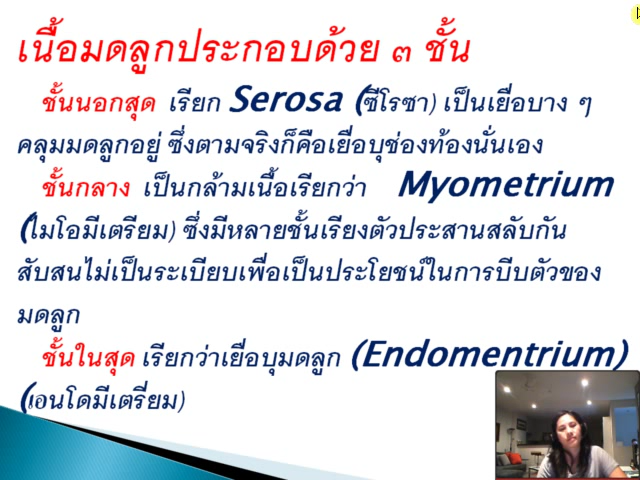 เนื้อมดลูกประกอบด้วย ๓ ชั้น
ชั้นนอกสุด เรียก Serosa (ซีโรซา) เป็นเยื่อบาง ๆ
คลุมมดลูกอยู่ ซึ่งตามจริงก็คือเยื่อบุช่องท้องนั่นเอง
ชั้นกลาง เป็นกล้ามเนื้อเรียกว่า Myometrium
(ไมโอมีเตรียม) ซึ่งมีหลายชั้นเรียงตัวประสานสลับกัน
สับสนไม่เป็นระเบียบเพื่อเป็นประโยชน์ในการบีบตัวของ
มดลูก
ชั้นในสุด เรียกว่าเยื่อบุมดลูก (Endomentrium)
(เอนโดมีเตรี่ยม)